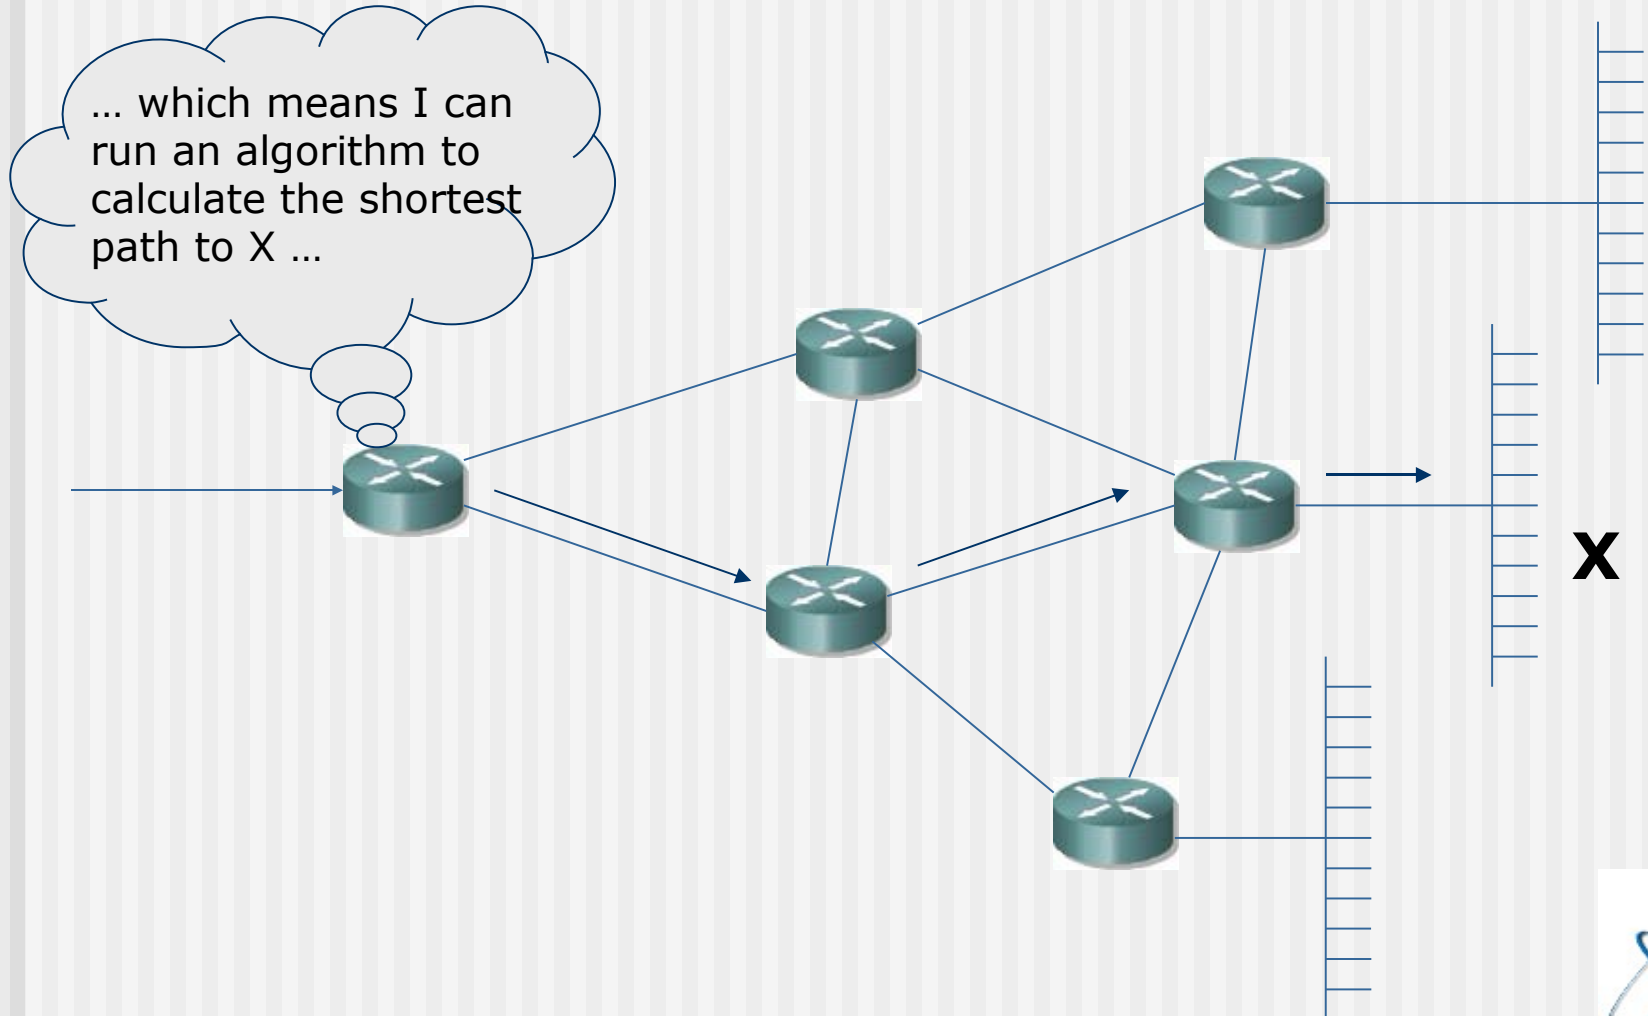 … which means I can
run an algorithm to
calculate the shortest
path to X …
X